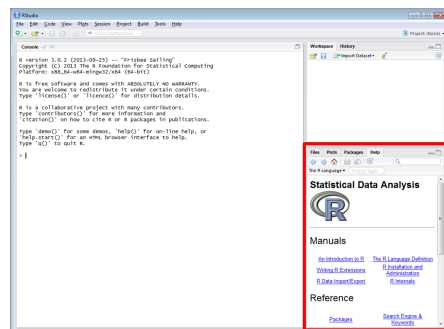 RStudio
File Edit Code View Plots Session Project Build Tools Help
Go to file/function
Project: (None)
Console ~/
R version 3.0.2 (2013-09-25) -- "Frisbee Sailing"
Copyright (C) 2013 The R Foundation for Statistical Computing
Platform: x86_64-w64-mingw32/x64 (64-bit)
R is free software and comes with ABSOLUTELY NO WARRANTY.
You are welcome to redistribute it under certain conditions.
Type 'license()' or 'licence()' for distribution details.
R is a collaborative project with many contributors.
Type 'contributors()' for more information and
'citation()' on how to cite R or R packages in publications.
Type 'demo()' for some demos, 'help()' for on-line help, or
'help.start()' for an HTML browser interface to help.
Type 'q()' to quit R.
>
Workspace History
Import Dataset
Files Plots Packages Help
The R Language
Statistical Data Analysis
R
Manuals
An Introduction to R The R Language Definition
Writing R Extensions R Installation and Administration
R Data Import/Export R Internals
Reference
Packages Search Engine & Keywords